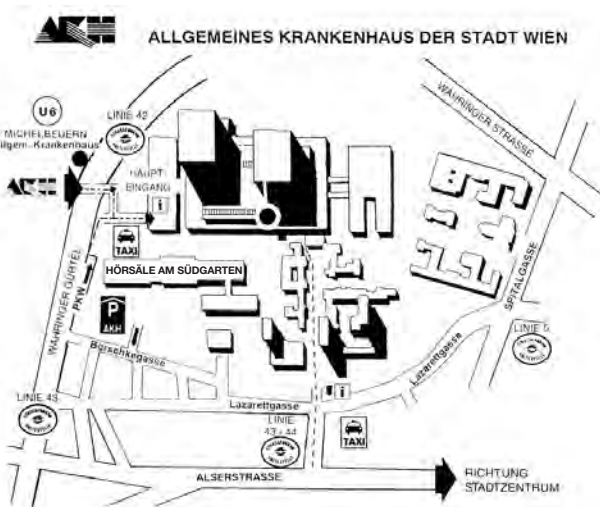 AKH
ALLGEMEINES KRANKENHAUS DER STADT WIEN
U6
MICHELBEUERN
LINIE 42
WÄHRINGER STRASSE
AKH
HAUPT
EINGANG
i
TAXI
HÖRSÄLE AM SÜDGARTEN
SPITALGASSE
WÄHRINGER GÜRTEL
PKW
P
AKH
LINIE 5
Borschkegasse
Lazarettgasse
LINIE 43
Lazarettgasse
i
LINIE
43 + 44
TAXI
ALSERSTRASSE
RICHTUNG
STADTZENTRUM